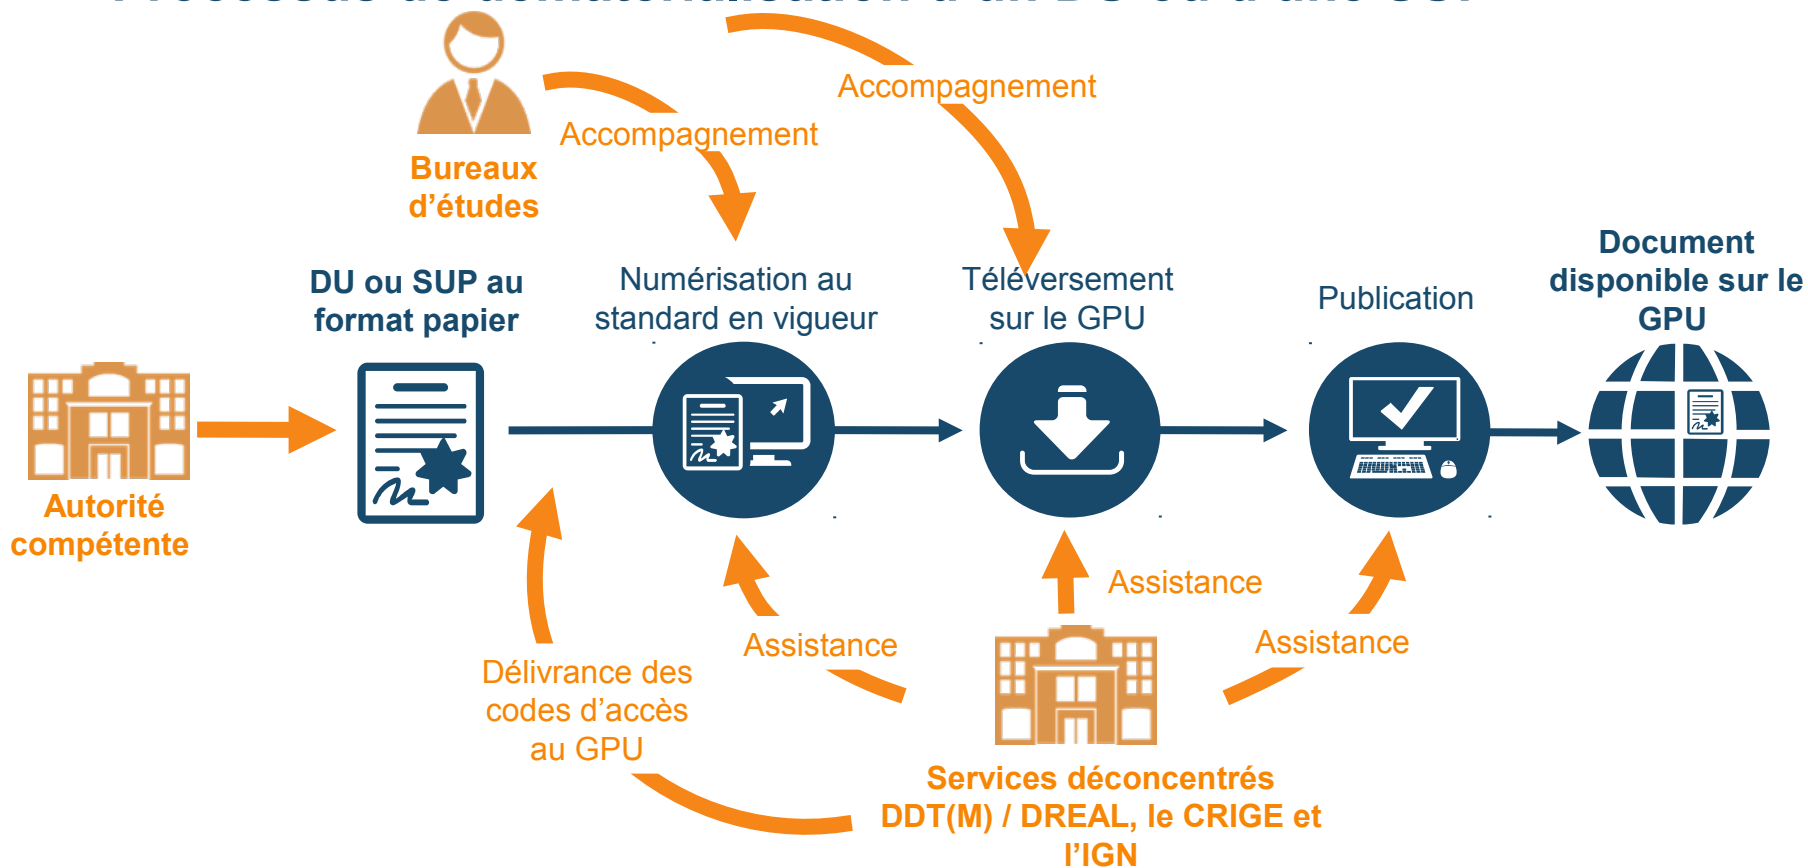 Accompagnement
Accompagnement
Bureaux
d’études
DU ou SUP au
format papier
Numérisation au
standard en vigueur
Téléversement
sur le GPU
Publication
Document
disponible sur le
GPU
Autorité
compétente
Assistance
Assistance
Assistance
Délivrance des
codes d’accès
au GPU
Services déconcentrés
DDT(M) / DREAL, le CRIGE et
l’IGN